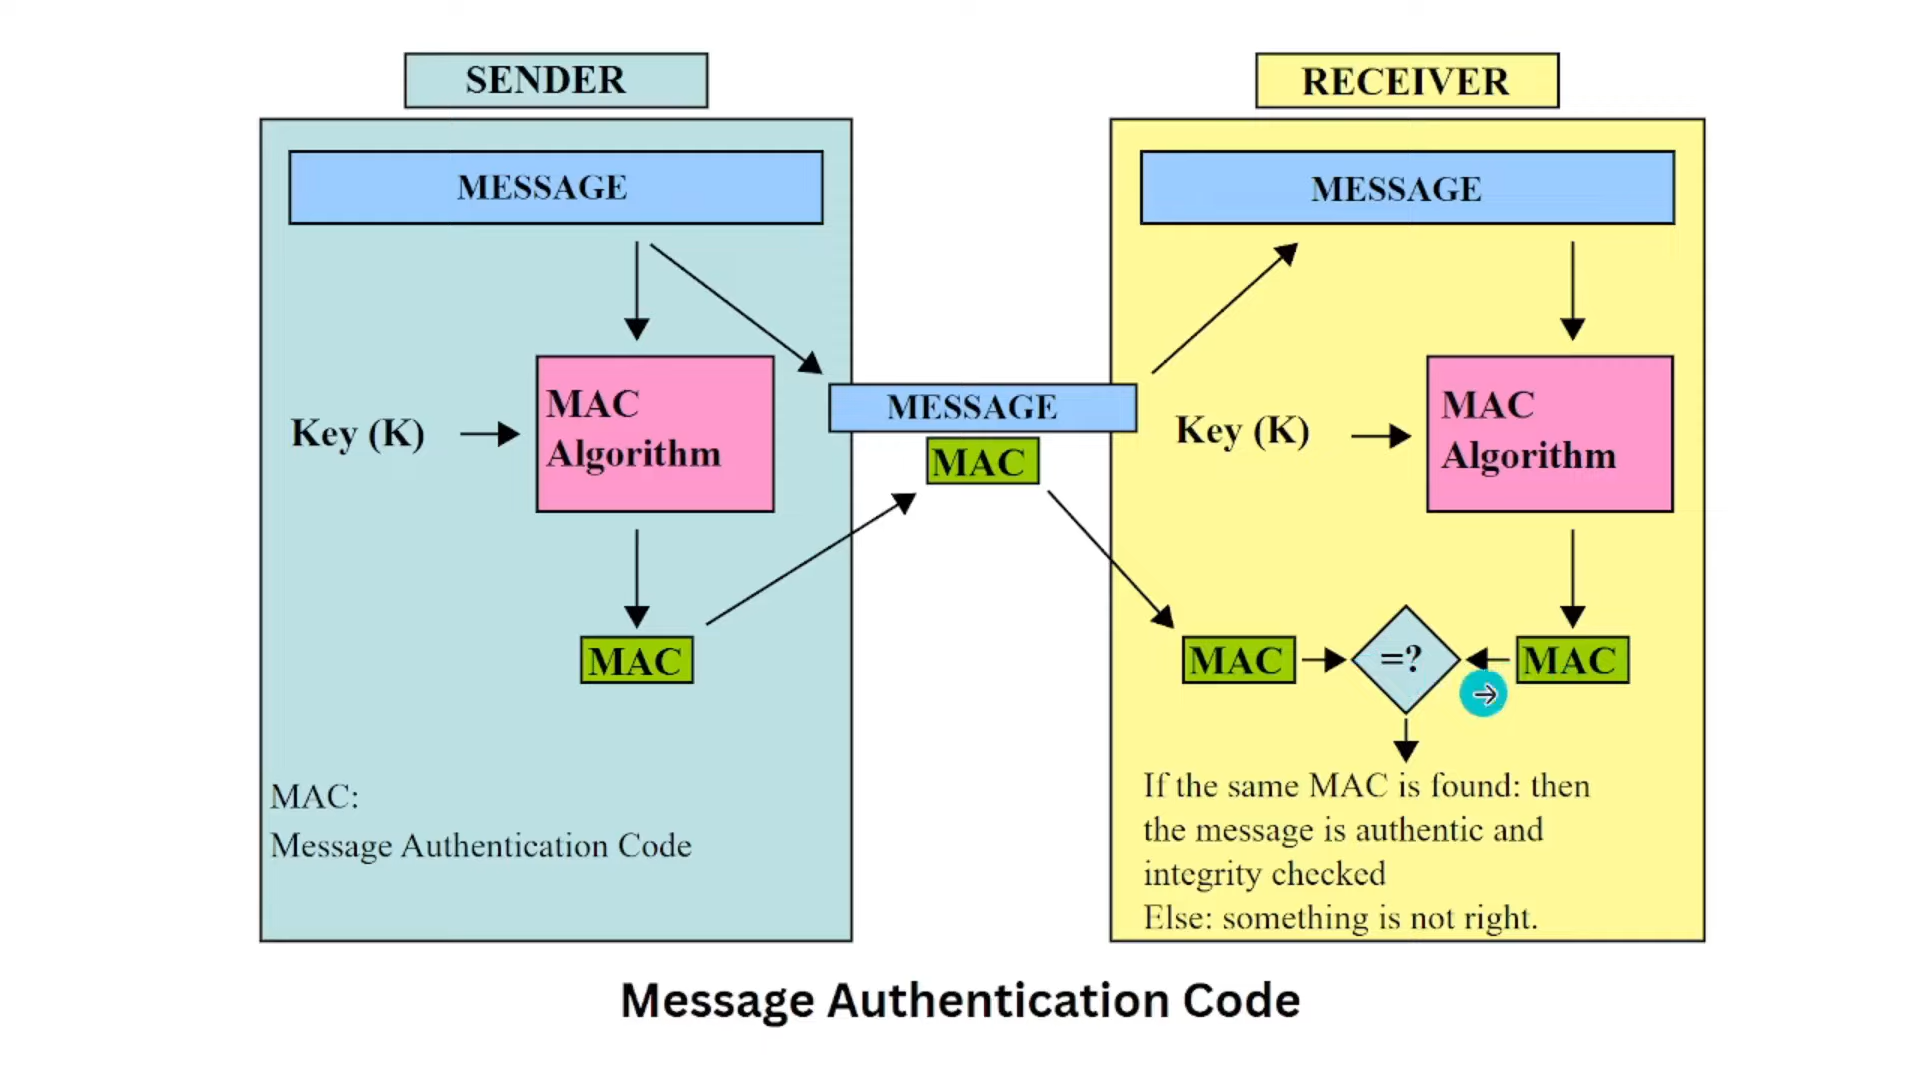 SENDER
RECEIVER
MESSAGE
MESSAGE
MAC
Algorithm
Key (K)
MESSAGE
MAC
Key (K)
MAC
Algorithm
MAC
MAC
=?
MAC
MAC:
Message Authentication Code
If the same MAC is found: then
the message is authentic and
integrity checked
Else: something is not right.
Message Authentication Code